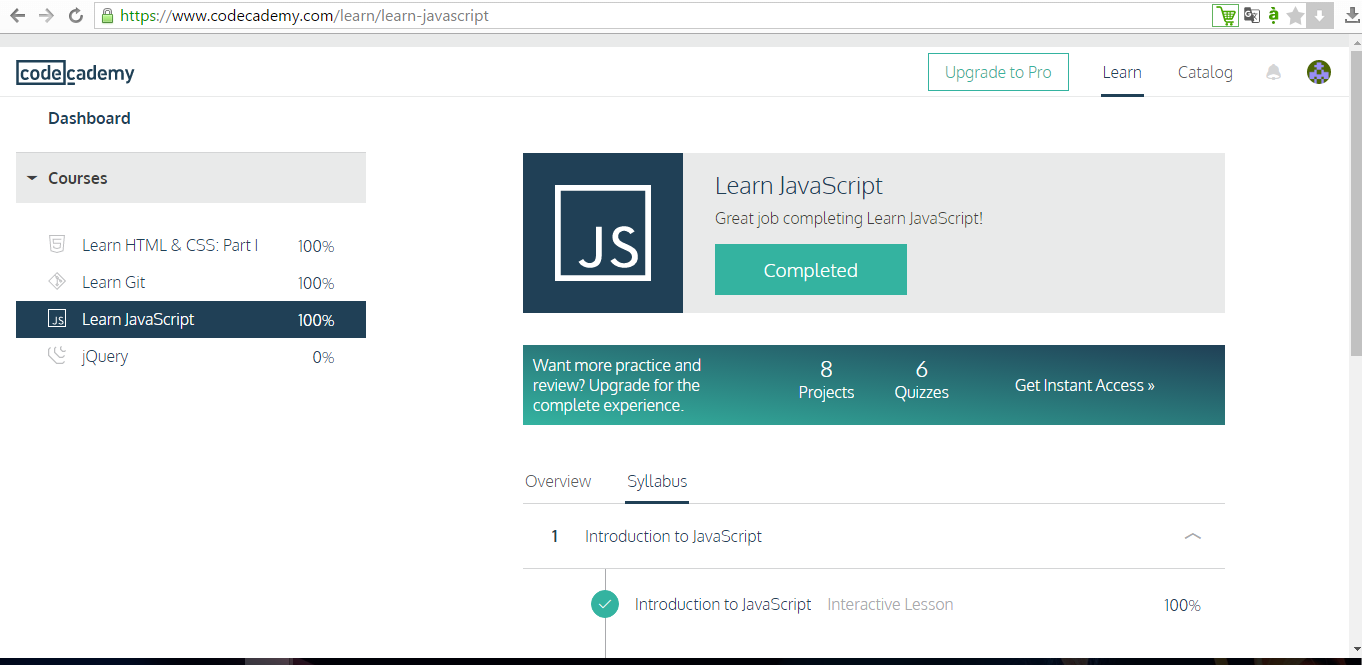 https://www.codecademy.com/learn/learn-javascript
codecademy
Upgrade to Pro
Learn
Catalog
Dashboard
Courses
Learn HTML & CSS: Part I 100%
Learn Git 100%
JS Learn JavaScript 100%
jQuery 0%
JS
Learn JavaScript
Great job completing Learn JavaScript!
Completed
Want more practice and
review? Upgrade for the
complete experience.
8
Projects
6
Quizzes
Get Instant Access »
Overview
Syllabus
1 Introduction to JavaScript
Introduction to JavaScript Interactive Lesson 100%